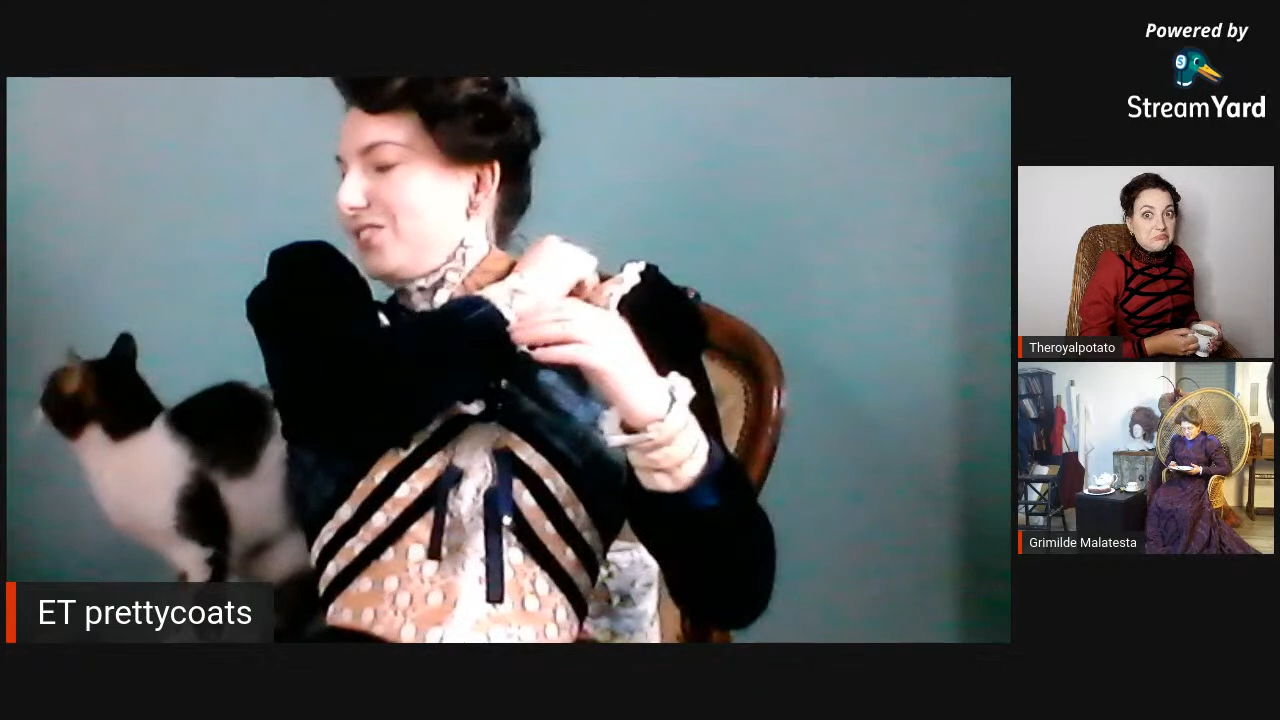 Powered by
StreamYard
Theroyalpotato
Grimilde Malatesta
ET prettycoats